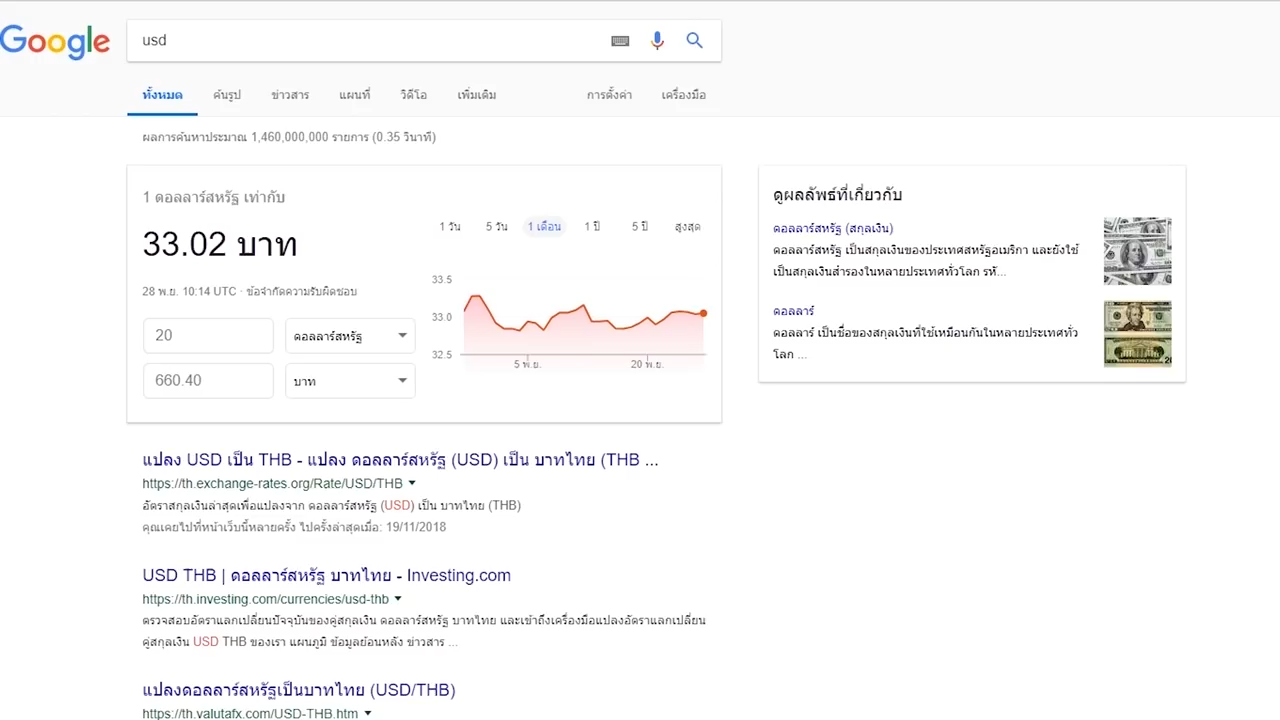 Google
usd
ทั้งหมด ค้นรูป ข่าวสาร แผนที่ วิดีโอ เพิ่มเติม การตั้งค่า เครื่องมือ
ผลการค้นหาประมาณ 1,460,000,000 รายการ (0.35 วินาที)
1 ดอลลาร์สหรัฐ เท่ากับ
33.02 บาท
28 พ.ย. 10:14 UTC · ข้อจำกัดความรับผิดชอบ
20 ดอลลาร์สหรัฐ
660.40 บาท
1 วัน 5 วัน 1 เดือน 1 ปี 5 ปี สูงสุด
33.5
33.0
32.5
5 พ.ย. 20 พ.ย.
ดูผลลัพธ์ที่เกี่ยวกับ
ดอลลาร์สหรัฐ (สกุลเงิน)
ดอลลาร์สหรัฐ เป็นสกุลเงินของประเทศสหรัฐอเมริกา และยังใช้
เป็นสกุลเงินสำรองในหลายประเทศทั่วโลก รหั...
ดอลลาร์
ดอลลาร์ เป็นชื่อของสกุลเงินที่ใช้เหมือนกันในหลายประเทศทั่ว
โลก ...
แปลง USD เป็น THB - แปลง ดอลลาร์สหรัฐ (USD) เป็น บาทไทย (THB ...
https://th.exchange-rates.org/Rate/USD/THB
อัตราสกุลเงินล่าสุดเพื่อแปลงจาก ดอลลาร์สหรัฐ (USD) เป็น บาทไทย (THB)
คุณเคยไปที่หน้าเว็บนี้หลายครั้ง ไปครั้งล่าสุดเมื่อ: 19/11/2018
USD THB | ดอลลาร์สหรัฐ บาทไทย - Investing.com
https://th.investing.com/currencies/usd-thb
ตรวจสอบอัตราแลกเปลี่ยนปัจจุบันของคู่สกุลเงิน ดอลลาร์สหรัฐ บาทไทย และเข้าถึงเครื่องมือแปลงอัตราแลกเปลี่ยน
คู่สกุลเงิน USD THB ของเรา แผนภูมิ ข้อมูลย้อนหลัง ข่าวสาร ...
แปลงดอลลาร์สหรัฐเป็นบาทไทย (USD/THB)
https://th.valutafx.com/USD-THB.htm